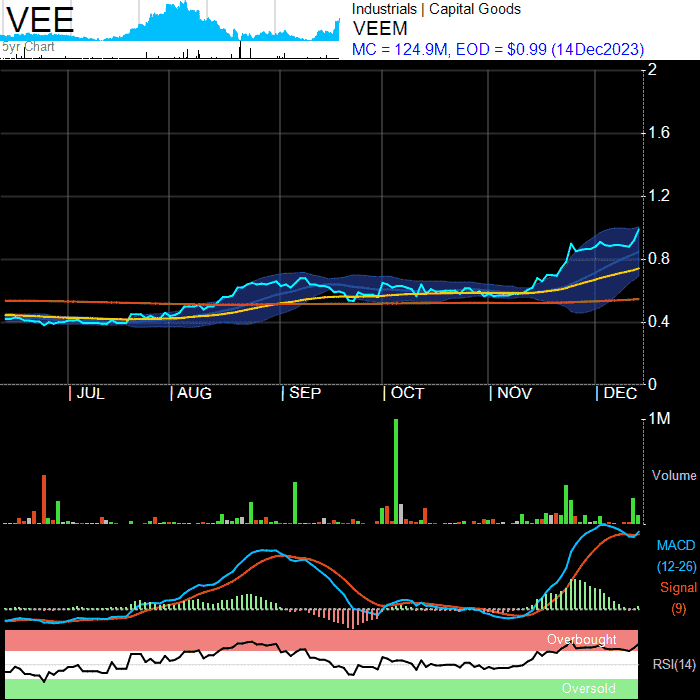 VEE
5yr Chart
Industrials | Capital Goods
VEEM
MC = 124.9M, EOD = $0.99 (14Dec2023)
2
1.6
1.2
0.8
0.4
0
JUL AUG SEP OCT NOV DEC
1M
Volume
MACD
(12-26)
Signal
(9)
Overbought
RSI(14)
Oversold